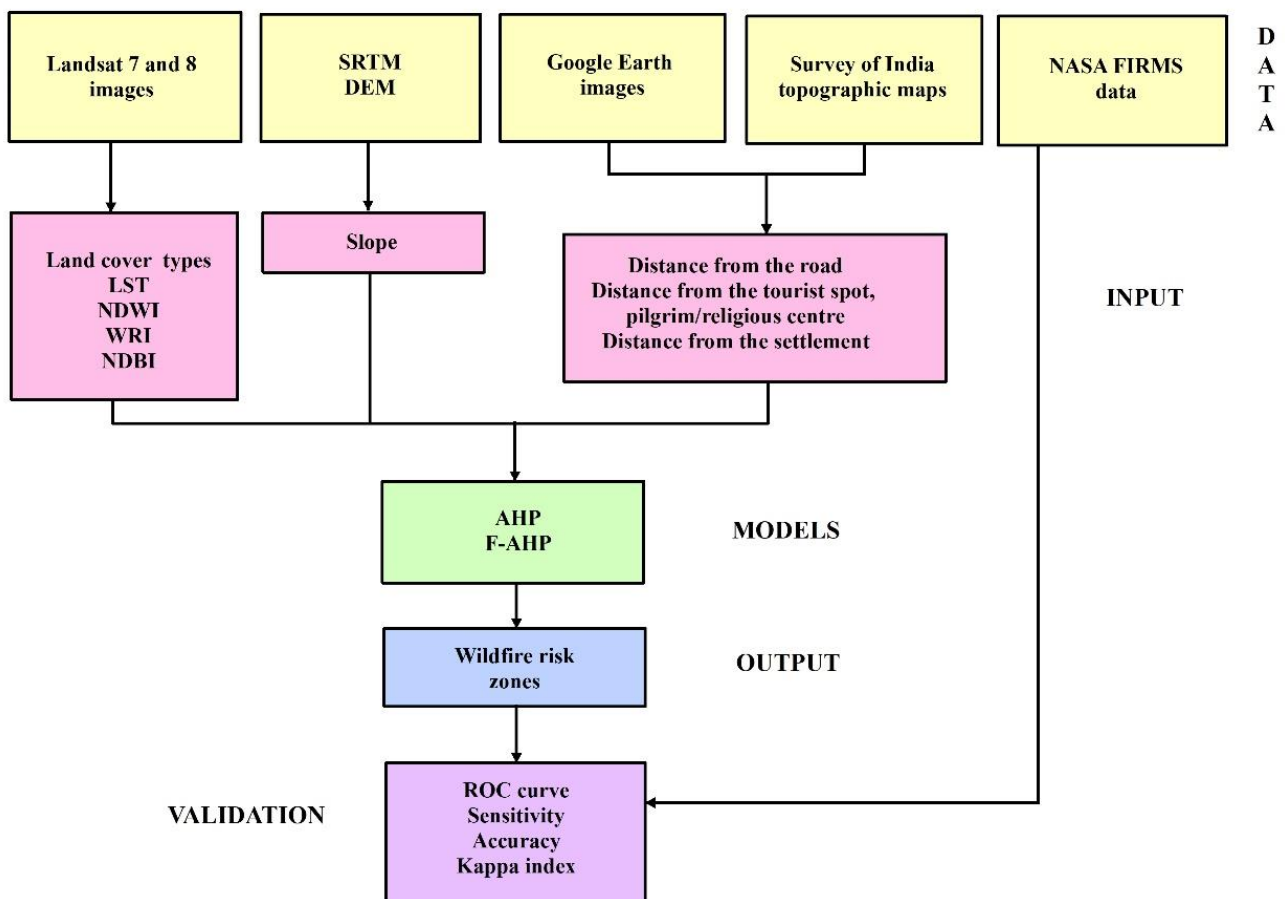 Landsat 7 and 8
images
SRTM
DEM
Google Earth
images
Survey of India
topographic maps
NASA FIRMS
data
D
A
T
A
Land cover types
LST
NDWI
WRI
NDBI
Slope
Distance from the road
Distance from the tourist spot,
pilgrim/religious centre
Distance from the settlement
INPUT
AHP
F-AHP
MODELS
Wildfire risk
zones
OUTPUT
VALIDATION
ROC curve
Sensitivity
Accuracy
Kappa index